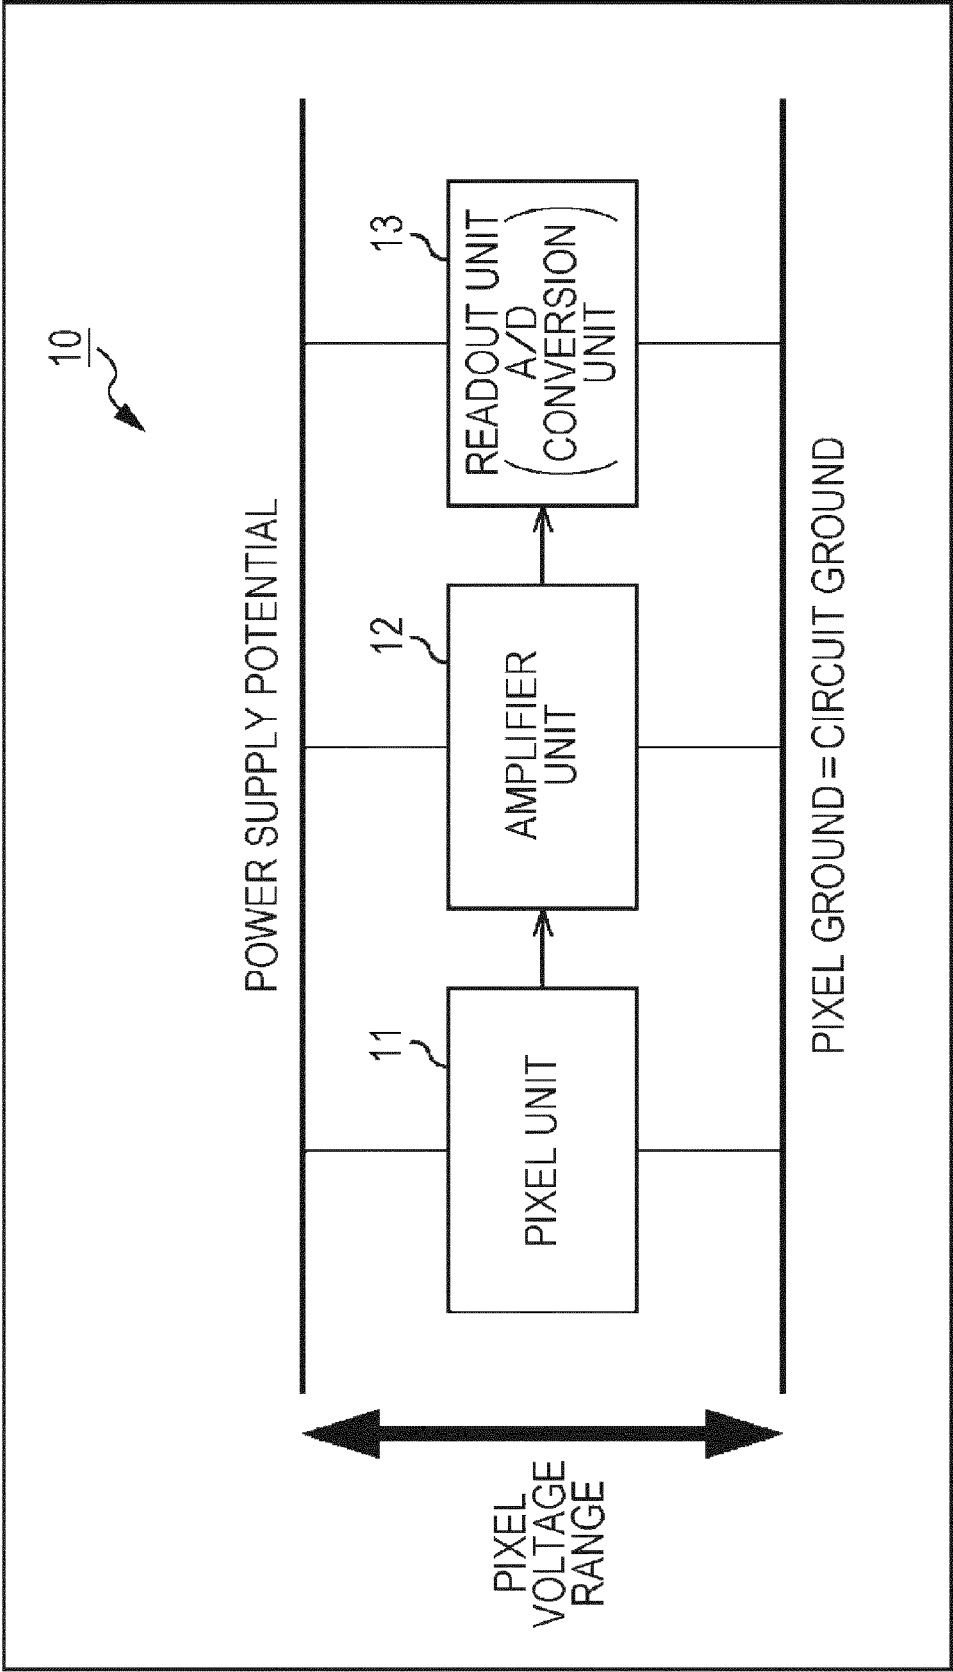 10
POWER SUPPLY POTENTIAL
11
12
13
PIXEL
VOLTAGE
RANGE
PIXEL UNIT
AMPLIFIER
UNIT
READOUT UNIT
(A/D
CONVERSION
UNIT)
PIXEL GROUND = CIRCUIT GROUND